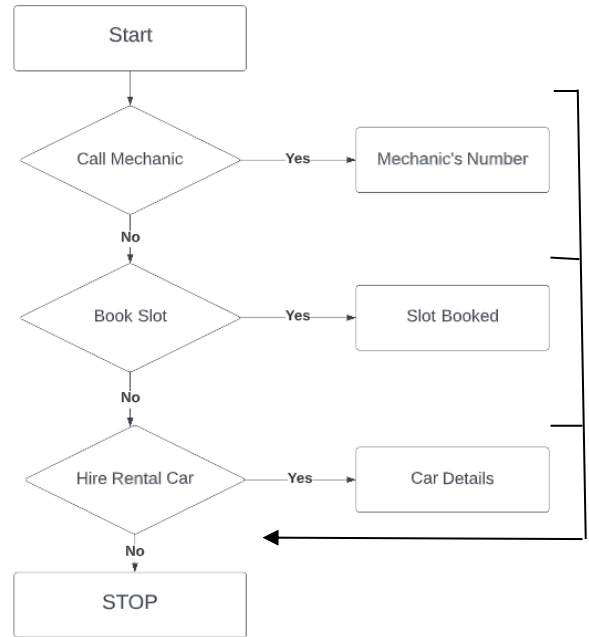 Start
Call Mechanic
Yes
Mechanic's Number
No
Book Slot
Yes
Slot Booked
No
Hire Rental Car
Yes
Car Details
No
STOP